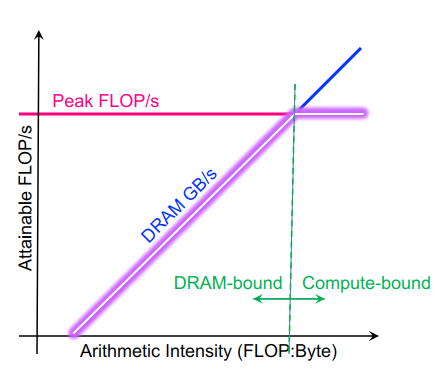 Peak FLOP/s
Attainable FLOP/s
DRAM GB/s
DRAM-bound
Compute-bound
Arithmetic Intensity (FLOP:Byte)